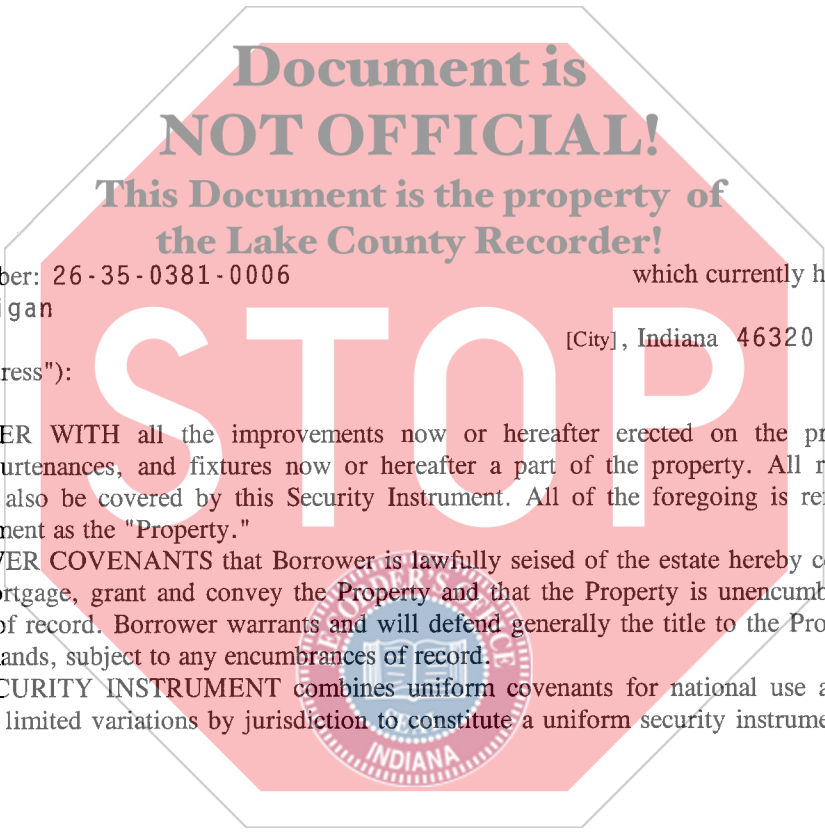 Document is
NOT OFFICIAL!
This Document is the property of
the Lake County Recorder!
ber: 26-35-0381-0006 which currently h
igan
[City], Indiana 46320
ress"):
STOP
ER WITH all the improvements now or hereafter erected on the pr
urtenances, and fixtures now or hereafter a part of the property. All r
also be covered by this Security Instrument. All of the foregoing is re
ment as the "Property."
VER COVENANTS that Borrower is lawfully seised of the estate hereby c
ortgage, grant and convey the Property and that the Property is unencumb
of record. Borrower warrants and will defend generally the title to the Pro
ands, subject to any encumbrances of record.
CURITY INSTRUMENT combines uniform covenants for national use a
limited variations by jurisdiction to constitute a uniform security instrume
RECORDER'S OFFICE
SEAL
INDIANA